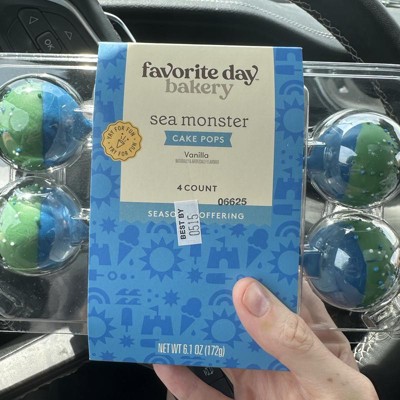 favorite day
bakery
sea monster
CAKE POPS
Vanilla
4 COUNT
06625
SEASONAL OFFERING
BEST BY
0515
NET WT 6.1 OZ (172g)